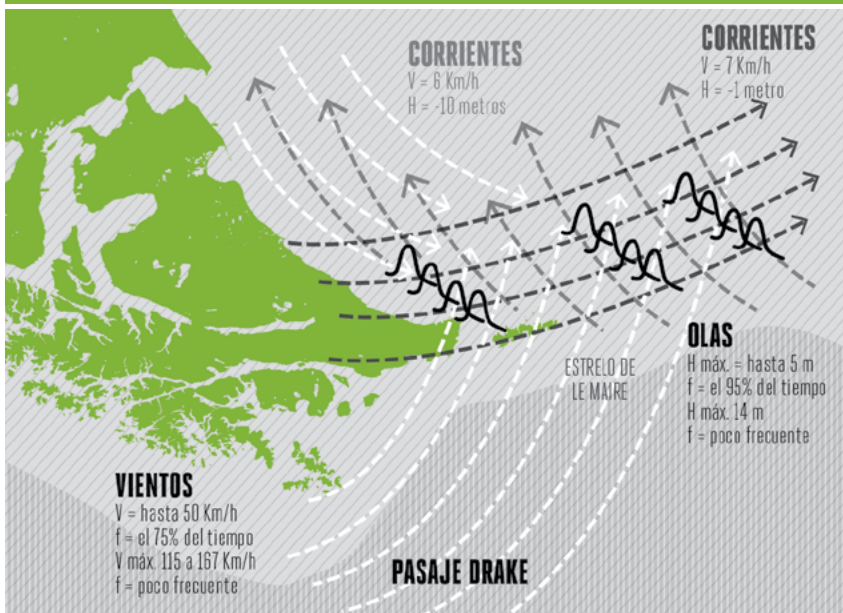 CORRIENTES
V = 6 Km/h
H = -10 metros
CORRIENTES
V = 7 Km/h
H = -1 metro
OLAS
H máx. = hasta 5 m
f = el 95% del tiempo
H máx. 14 m
f = poco frecuente
ESTRELO DE
LE MAIRE
VIENTOS
V = hasta 50 Km/h
f = el 75% del tiempo
V máx. 115 a 167 Km/h
f = poco frecuente
PASAJE DRAKE